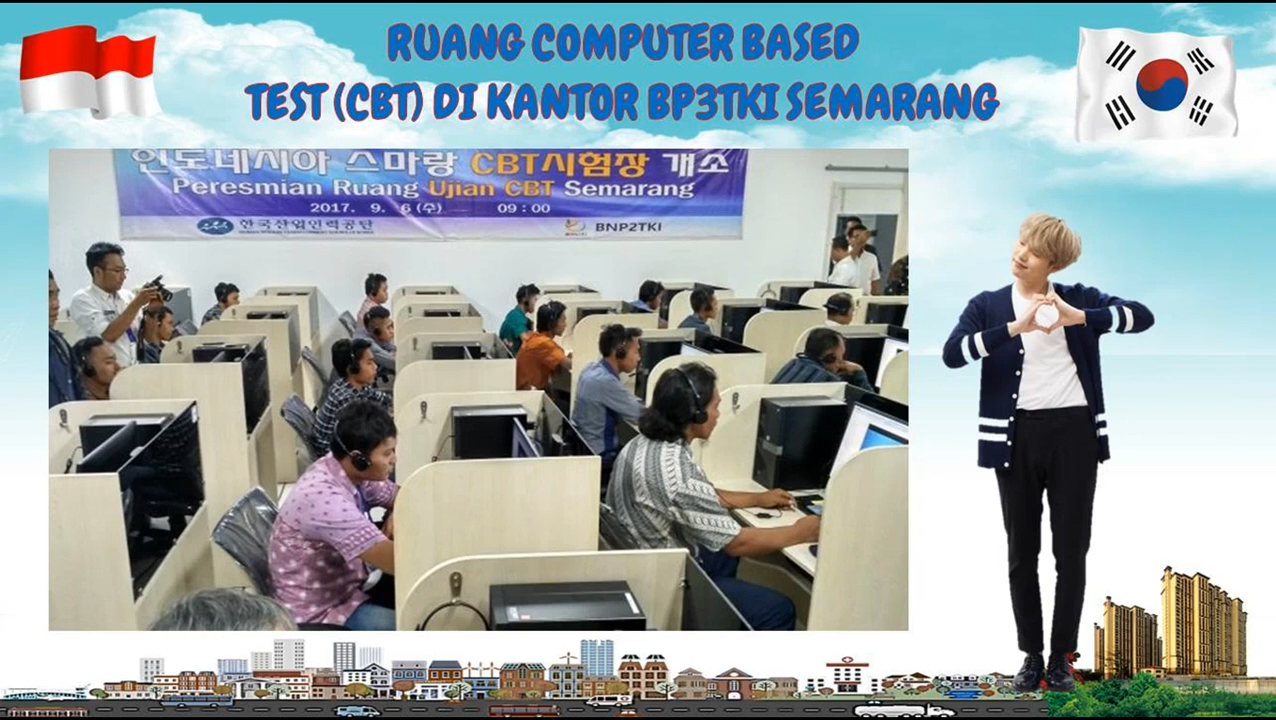 RUANG COMPUTER BASED
TEST (CBT) DI KANTOR BP3TKI SEMARANG
인도네시아 스마랑 CBT시험장 개소
Peresmian Ruang Ujian CBT Semarang
2017. 9. 6 (수) 09 : 00
한국산업인력공단
BNP2TKI